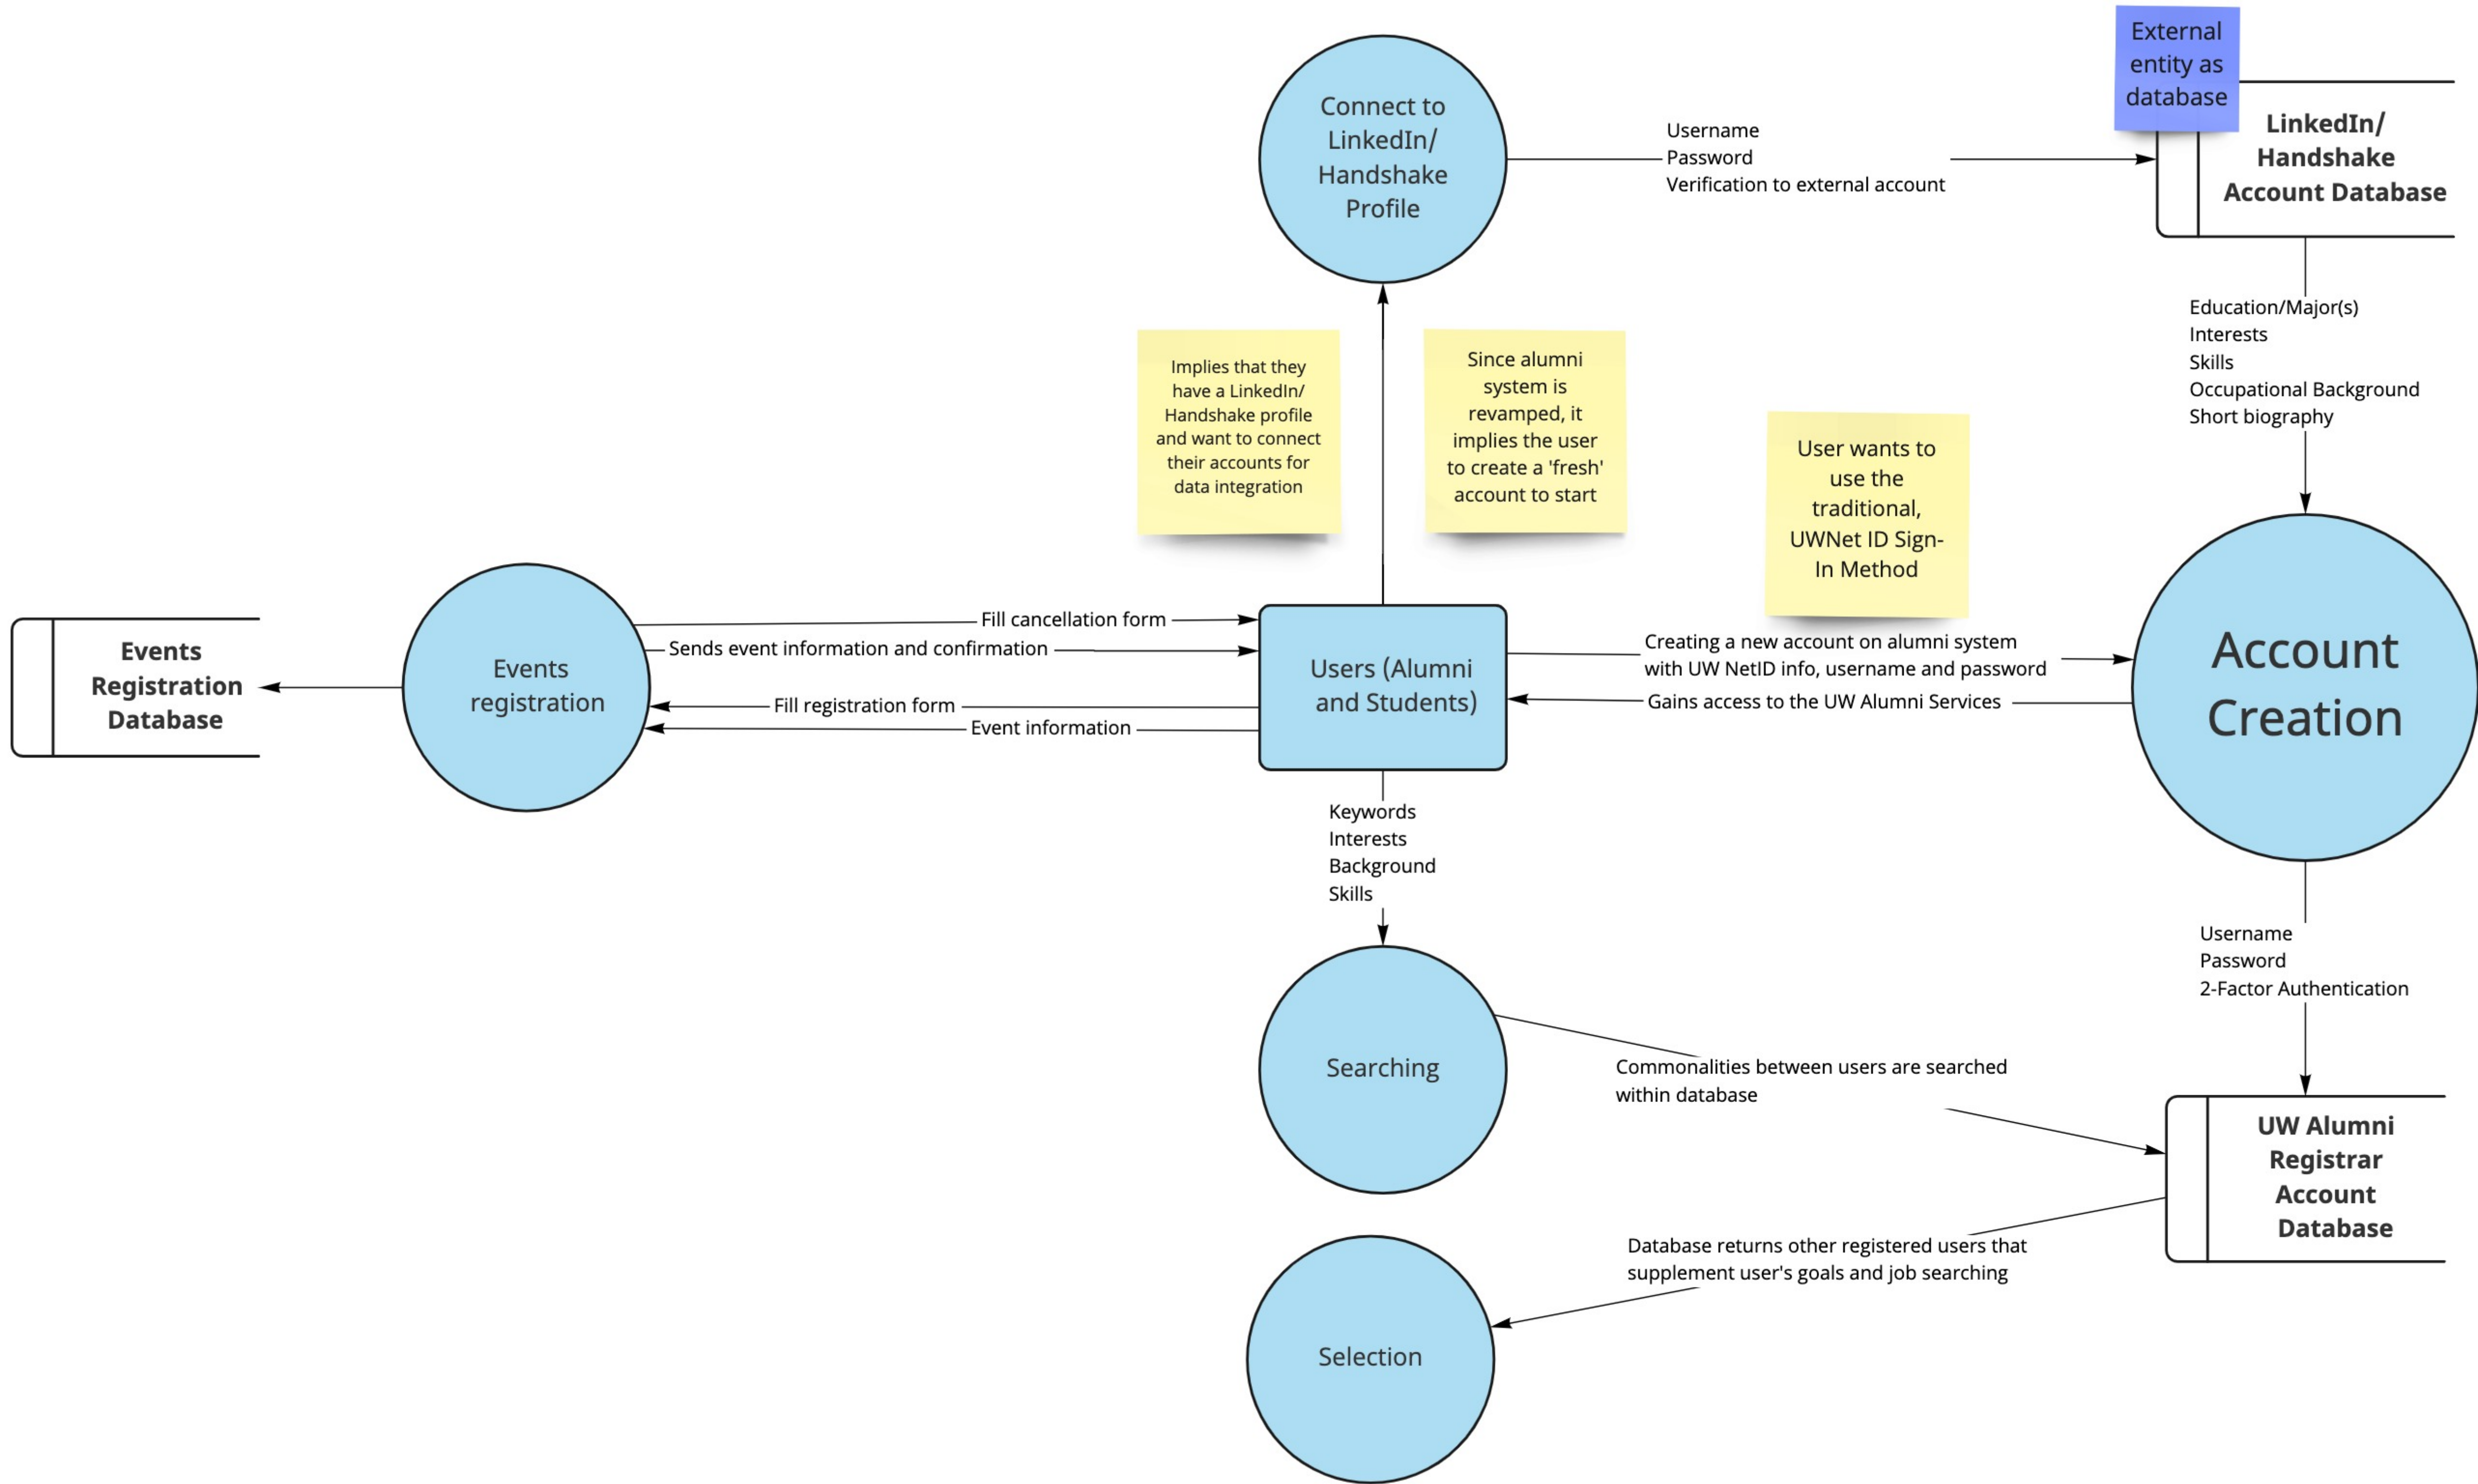 External
entity as
database
Connect to
LinkedIn/
Handshake
Profile
Username
Password
Verification to external account
LinkedIn/
Handshake
Account Database
Education/Major(s)
Interests
Skills
Occupational Background
Short biography
Implies that they
have a LinkedIn/
Handshake profile
and want to connect
their accounts for
data integration
Since alumni
system is
revamped, it
implies the user
to create a 'fresh'
account to start
User wants to
use the
traditional,
UWNet ID Sign-
In Method
Events
Registration
Database
Events
registration
Fill cancellation form
Sends event information and confirmation
Fill registration form
Event information
Users (Alumni
and Students)
Creating a new account on alumni system
with UW NetID info, username and password
Gains access to the UW Alumni Services
Account
Creation
Keywords
Interests
Background
Skills
Username
Password
2-Factor Authentication
Searching
Commonalities between users are searched
within database
UW Alumni
Registrar
Account
Database
Database returns other registered users that
supplement user's goals and job searching
Selection